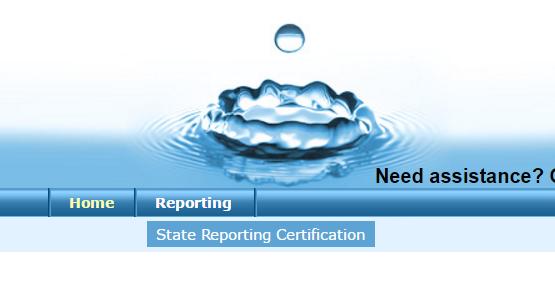 Need assistance?
Home
Reporting
State Reporting Certification